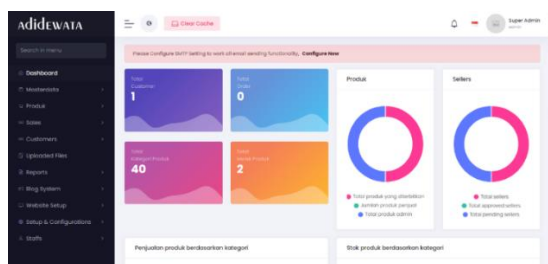 ADIDEWATA
Clear Cache
Super Admin
admin
Search in menu
Please Configure SMTP Setting to work all email sending functionality. Configure Now
Dashboard
Masterdata
Produk
Sales
Customers
Uploaded Files
Reports
Blog System
Website Setup
Setup & Configurations
Staffs
Total
Customer
1
Total
Order
0
Total
Kategori Produk
40
Total
2
Produk
Total produk yang diterbitkan
Jumlah produk penjual
Total produk admin
Sellers
Total sellers
Total approved sellers
Total pending sellers
Penjualan produk berdasarkan kategori
Stok produk berdasarkan kategori